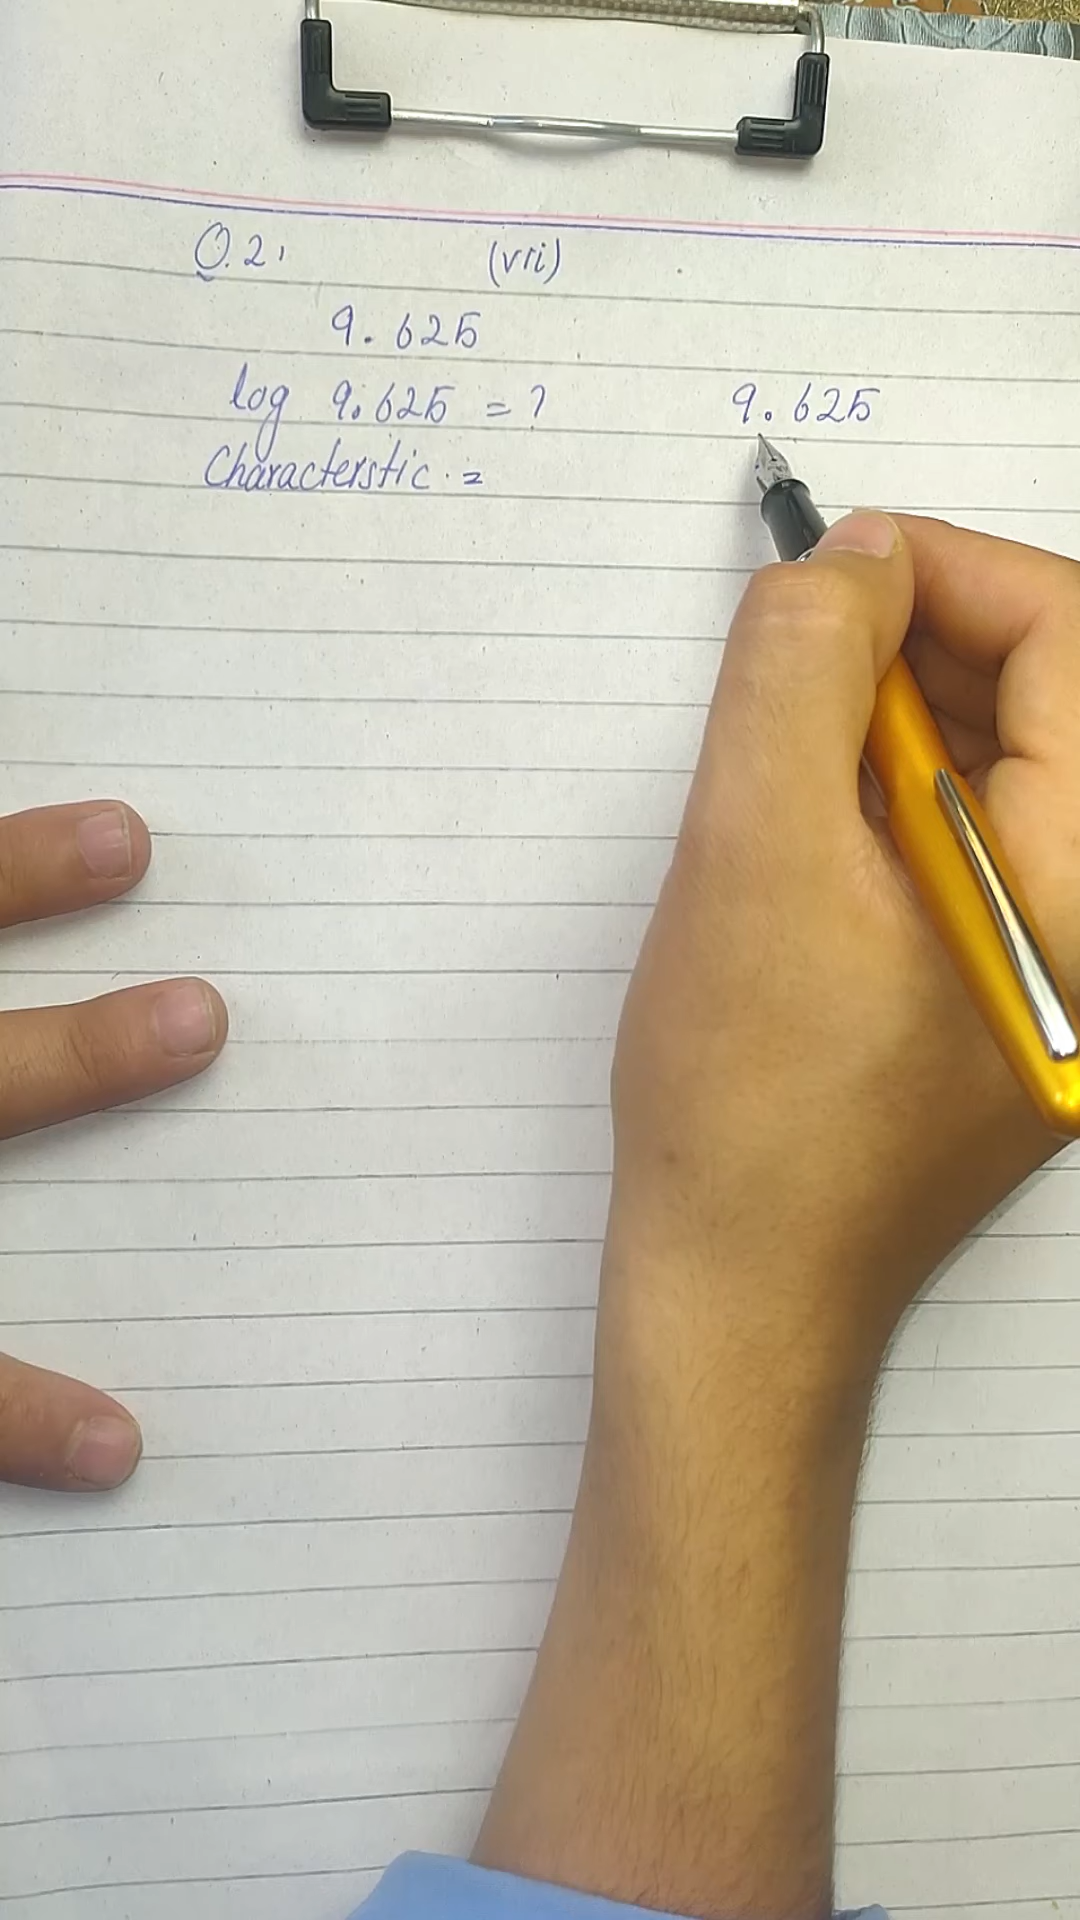 Q.2, (vii)
9.625
log 9.625 = ? 9.625
Characterstic. =